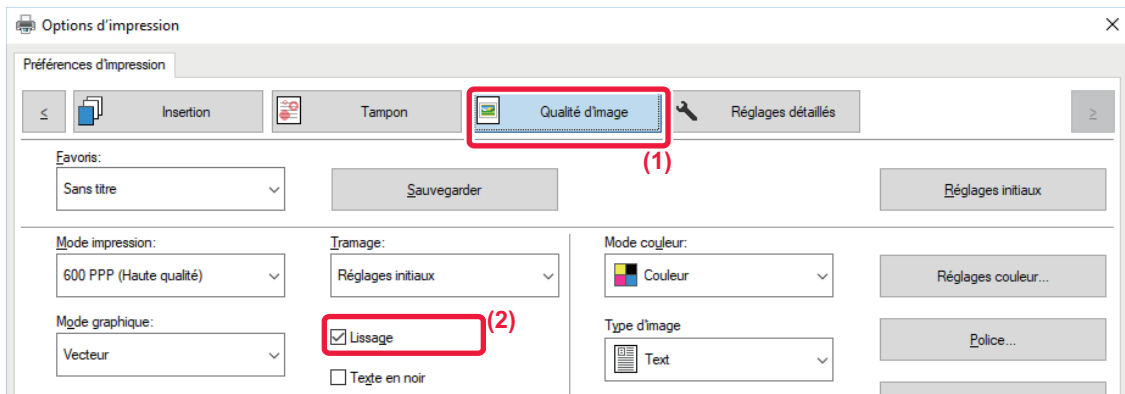 Options d'impression
Préférences d'impression
< Insertion Tampon Qualité d'image Réglages détaillés >
(1)
Favoris:
Sans titre Sauvegarder Réglages initiaux
Mode impression: Tramage: Mode couleur:
600 PPP (Haute qualité) Réglages initiaux Couleur Réglages couleur...
Mode graphique: (2) Type d'image
Vecteur Lissage Text Police...
Texte en noir